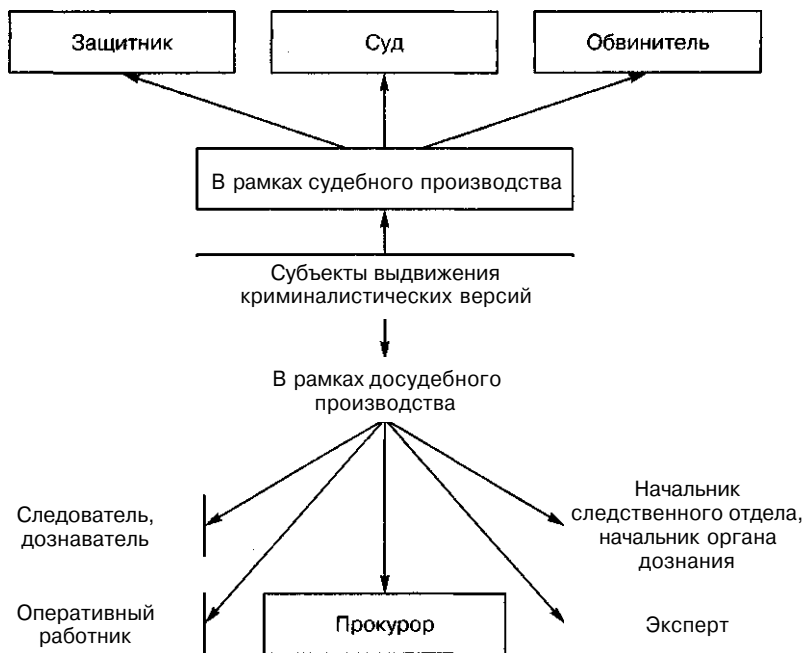 Защитник
Суд
Обвинитель
В рамках судебного производства
Субъекты выдвижения
криминалистических версий
В рамках досудебного
производства
Следователь,
дознаватель
Начальник
следственного отдела,
начальник органа
дознания
Оперативный
работник
Прокурор
Эксперт